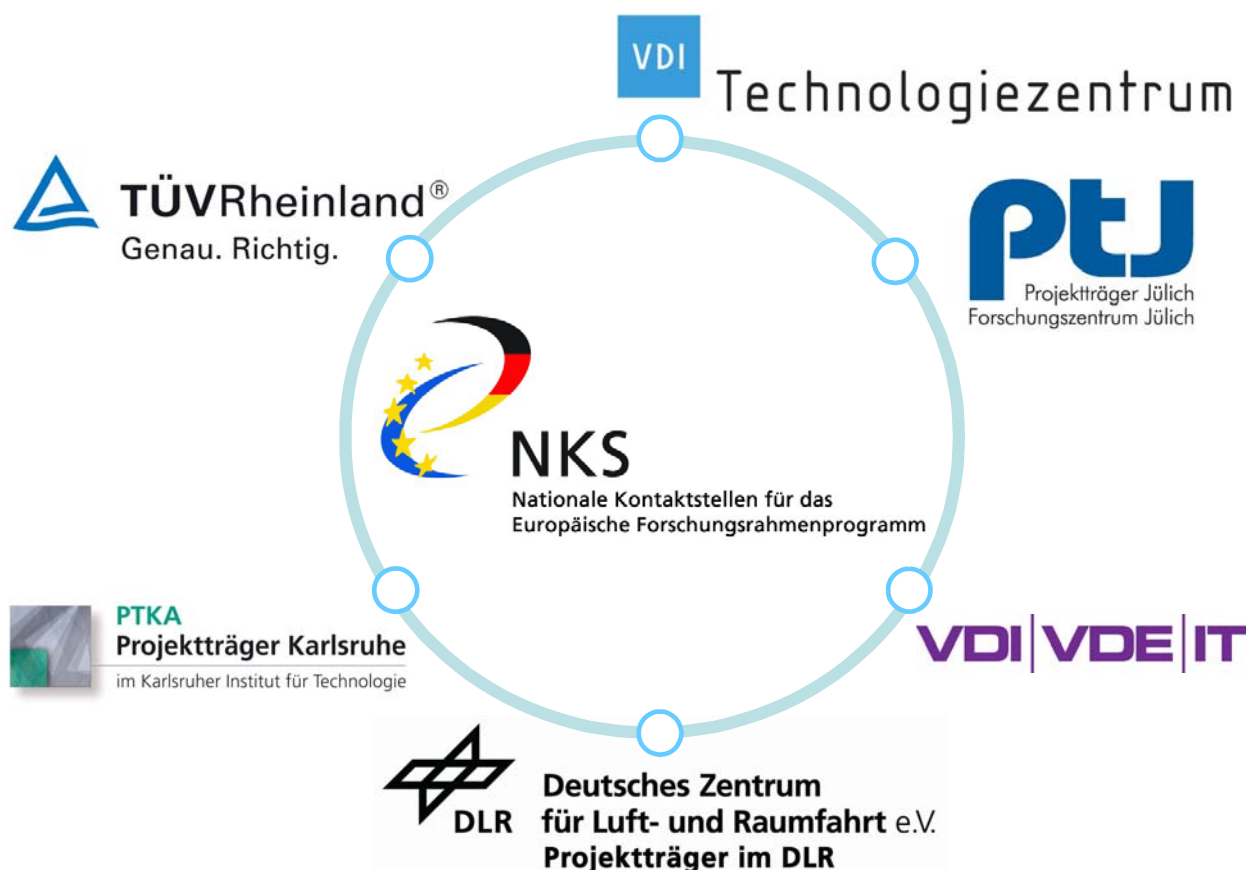 VDI
Technologiezentrum
TÜVRheinland®
Genau. Richtig.
ptJ
Projektträger Jülich
Forschungszentrum Jülich
NKS
Nationale Kontaktstellen für das
Europäische Forschungsrahmenprogramm
PTKA
Projektträger Karlsruhe
im Karlsruher Institut für Technologie
VDI|VDE|IT
DLR
Deutsches Zentrum
für Luft- und Raumfahrt e.V.
Projektträger im DLR